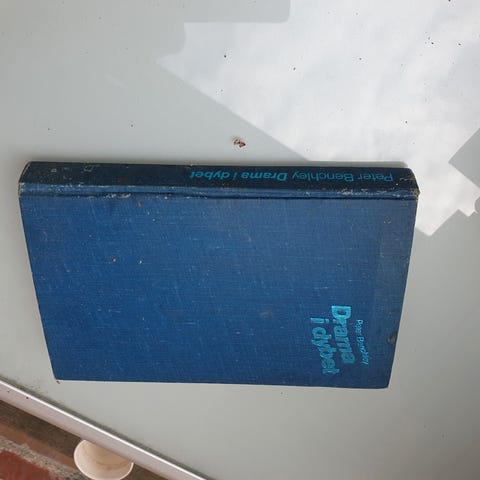 Peter Benchley Drama i dybet
Peter Benchley
Drama
i dybet